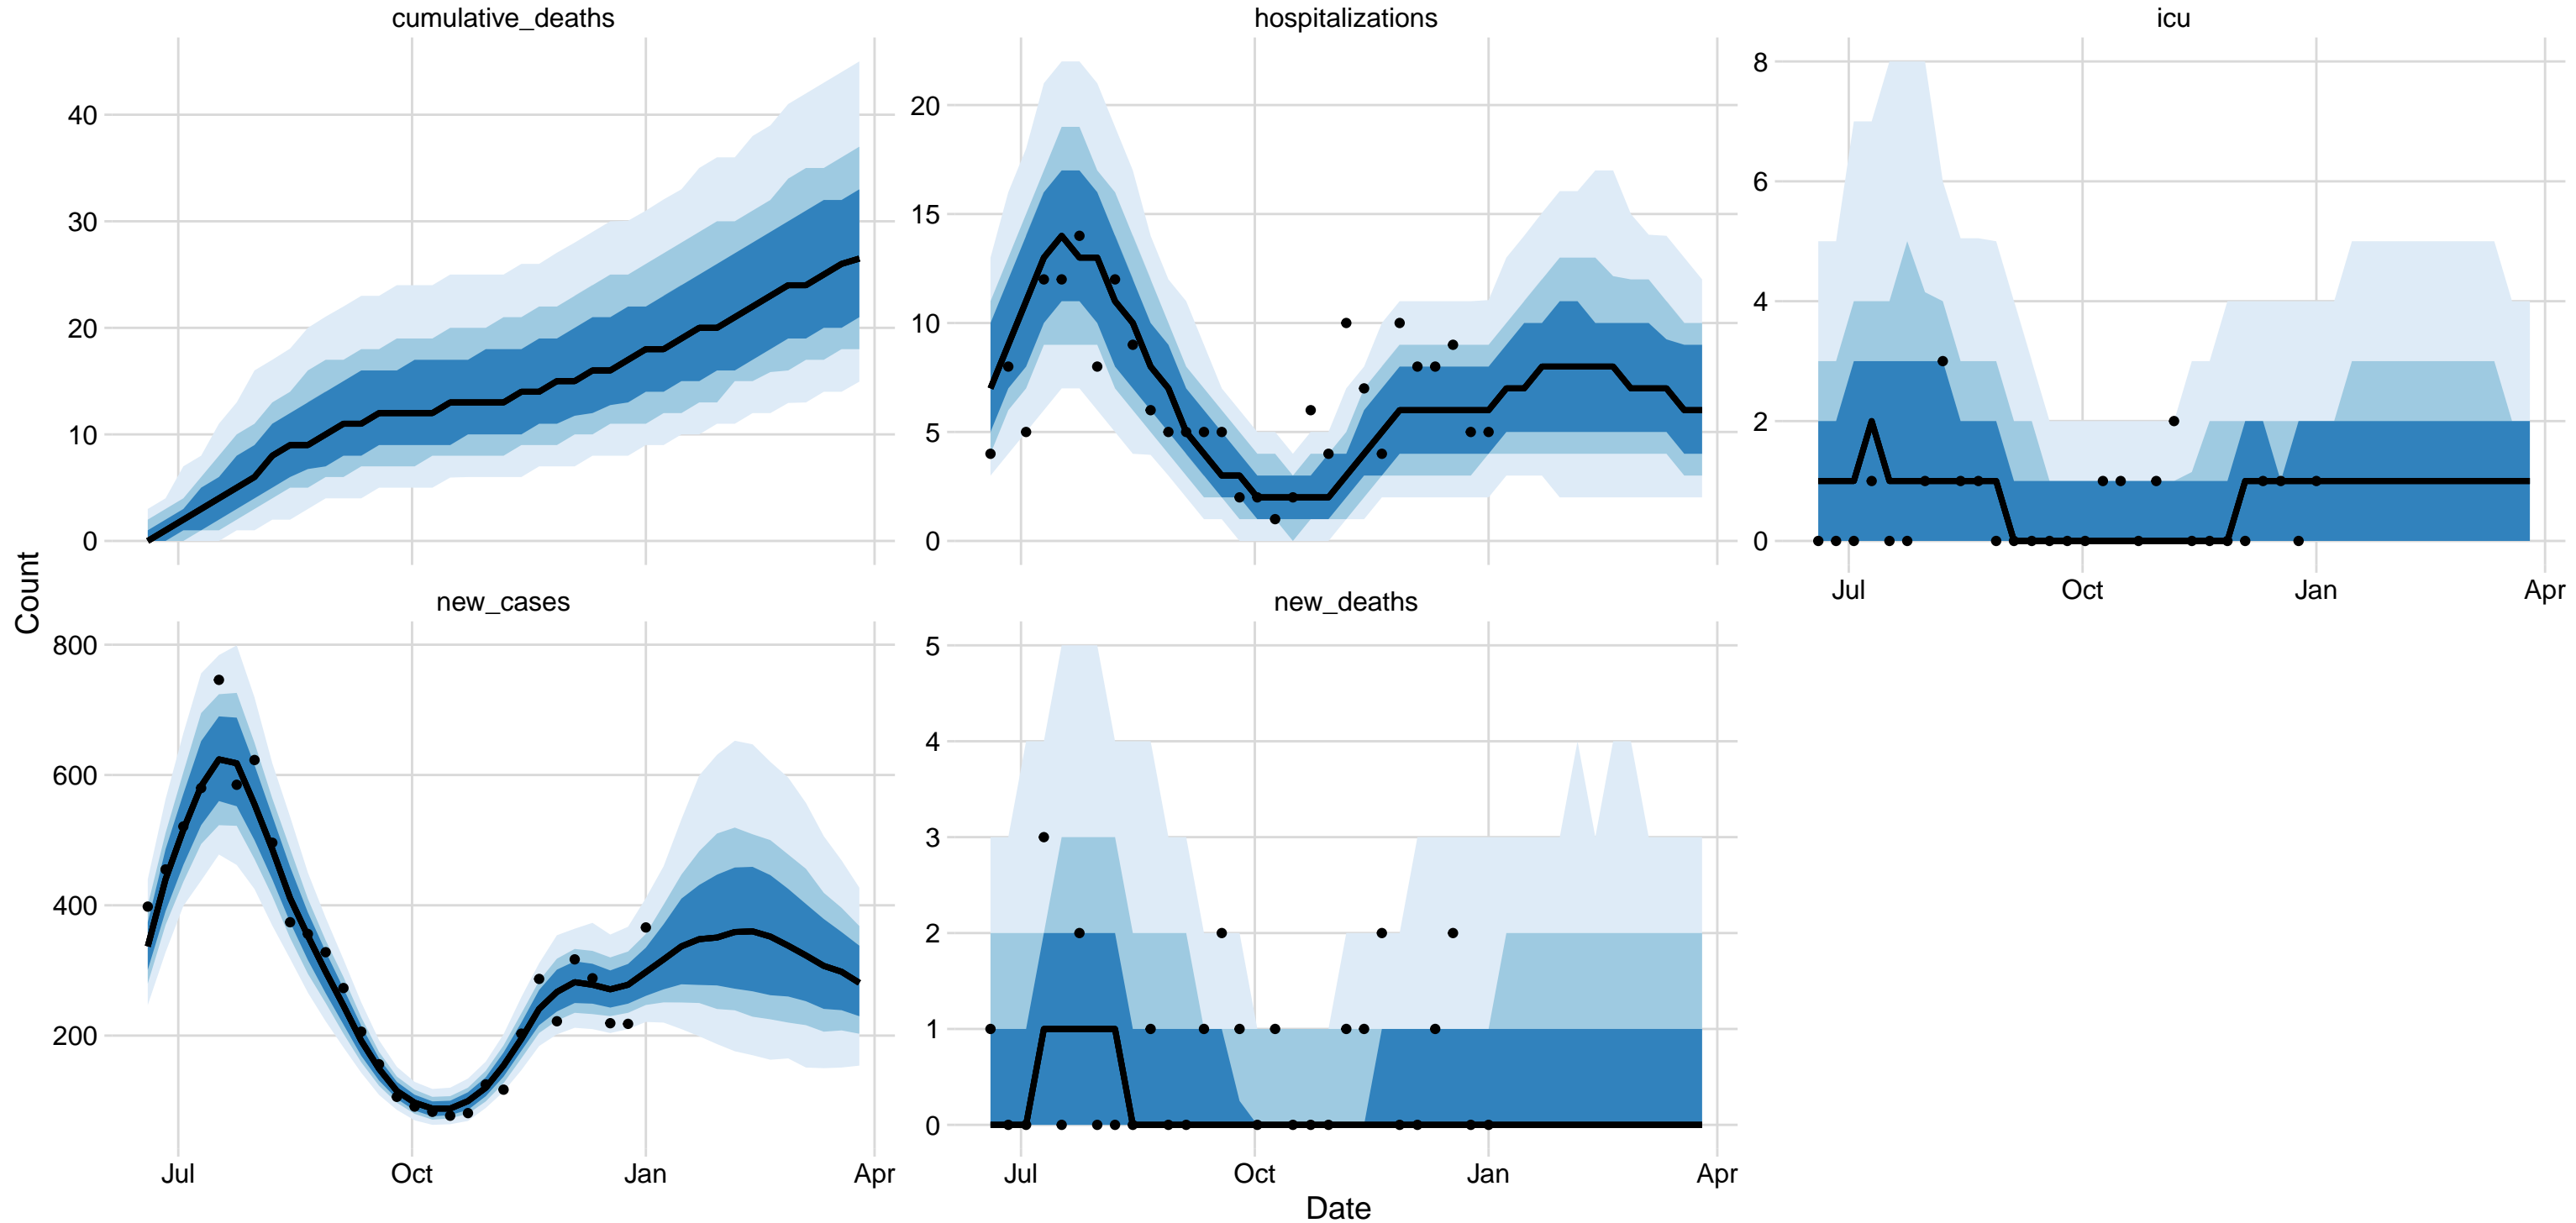 cumulative_deaths
hospitalizations
icu
40
30
20
10
0
20
15
10
5
0
8
6
4
2
0
Jul
Oct
Jan
Apr
Count
new_cases
new_deaths
800
600
400
200
Jul
Oct
Jan
Apr
5
4
3
2
1
0
Jul
Oct
Jan
Apr
Date